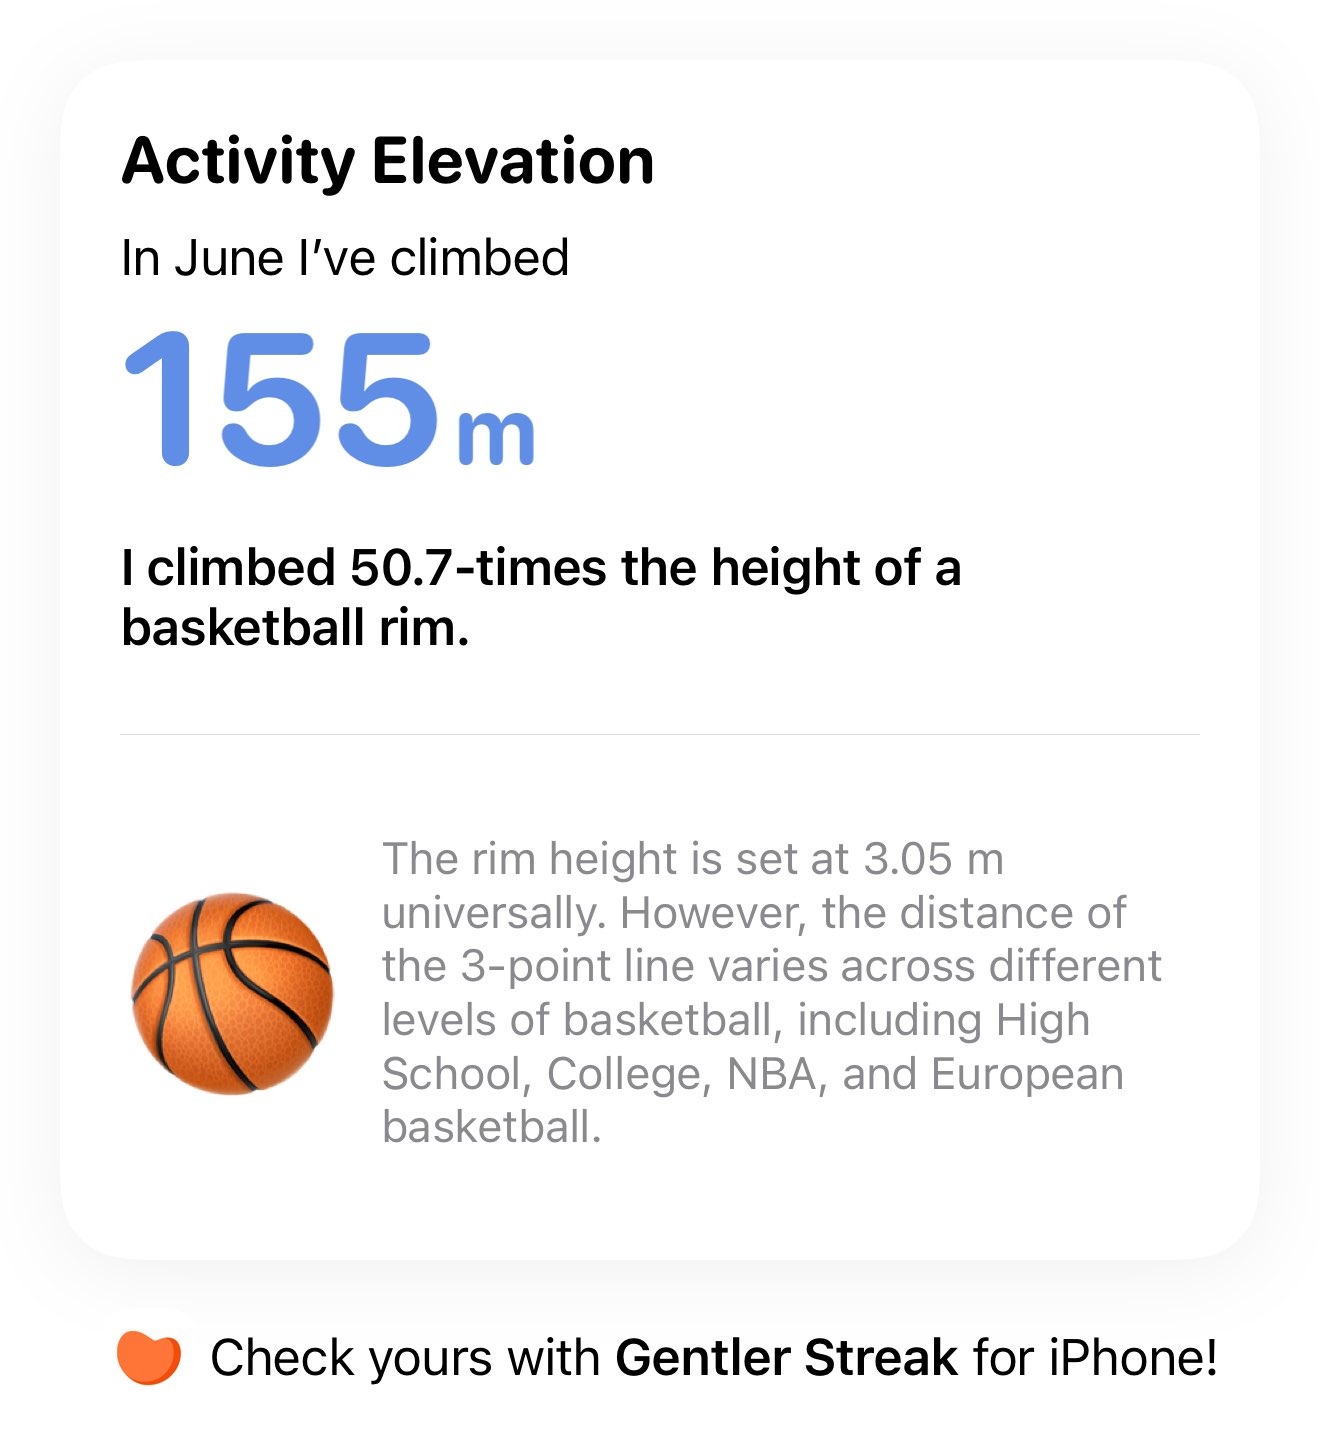 Activity Elevation
In June I’ve climbed
155 m
I climbed 50.7-times the height of a
basketball rim.
The rim height is set at 3.05 m
universally. However, the distance of
the 3-point line varies across different
levels of basketball, including High
School, College, NBA, and European
basketball.
Check yours with Gentler Streak for iPhone!